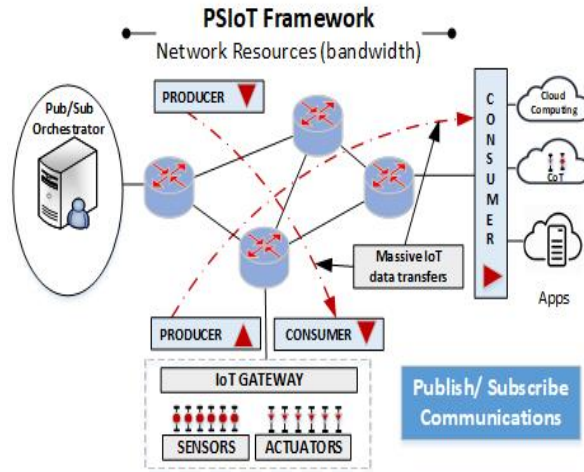 PSIoT Framework
Network Resources (bandwidth)
Pub/Sub
Orchestrator
PRODUCER
CONSUMER
Cloud
Computing
CoT
Apps
Massive IoT
data transfers
PRODUCER
CONSUMER
IoT GATEWAY
SENSORS
ACTUATORS
Publish/ Subscribe
Communications